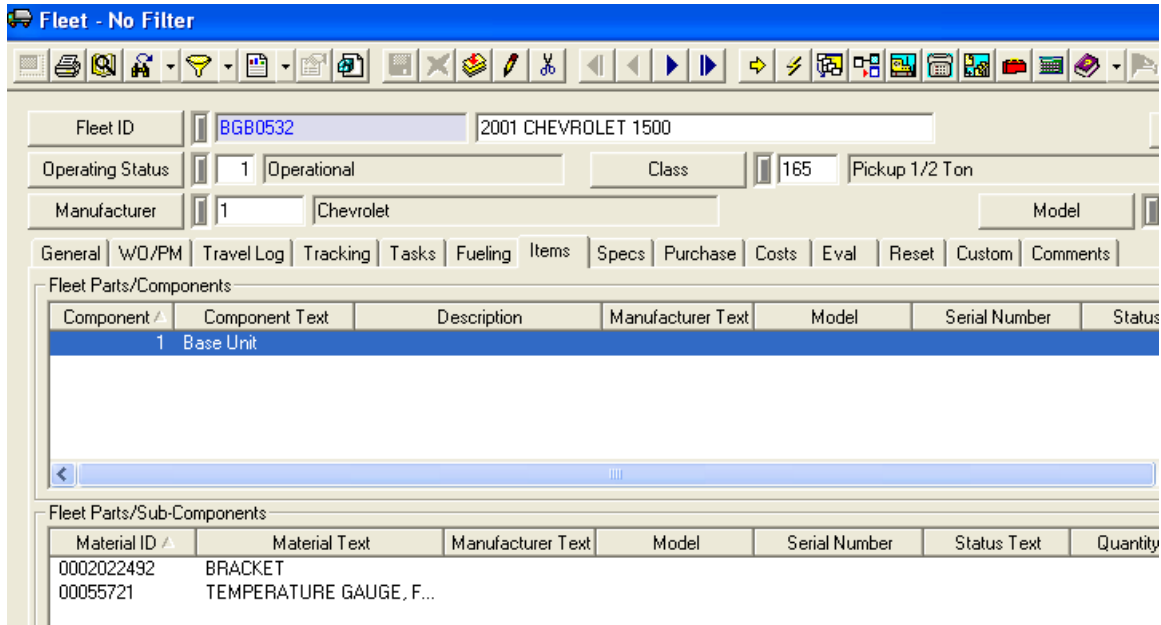 Fleet - No Filter
Fleet ID BGB0532 2001 CHEVROLET 1500
Operating Status 1 Operational Class 165 Pickup 1/2 Ton
Manufacturer 1 Chevrolet Model
General WO/PM Travel Log Tracking Tasks Fueling Items Specs Purchase Costs Eval Reset Custom Comments
Fleet Parts/Components
Component Component Text Description Manufacturer Text Model Serial Number Status
1 Base Unit
Fleet Parts/Sub-Components
Material ID Material Text Manufacturer Text Model Serial Number Status Text Quantity
0002022492 BRACKET
00055721 TEMPERATURE GAUGE, F...